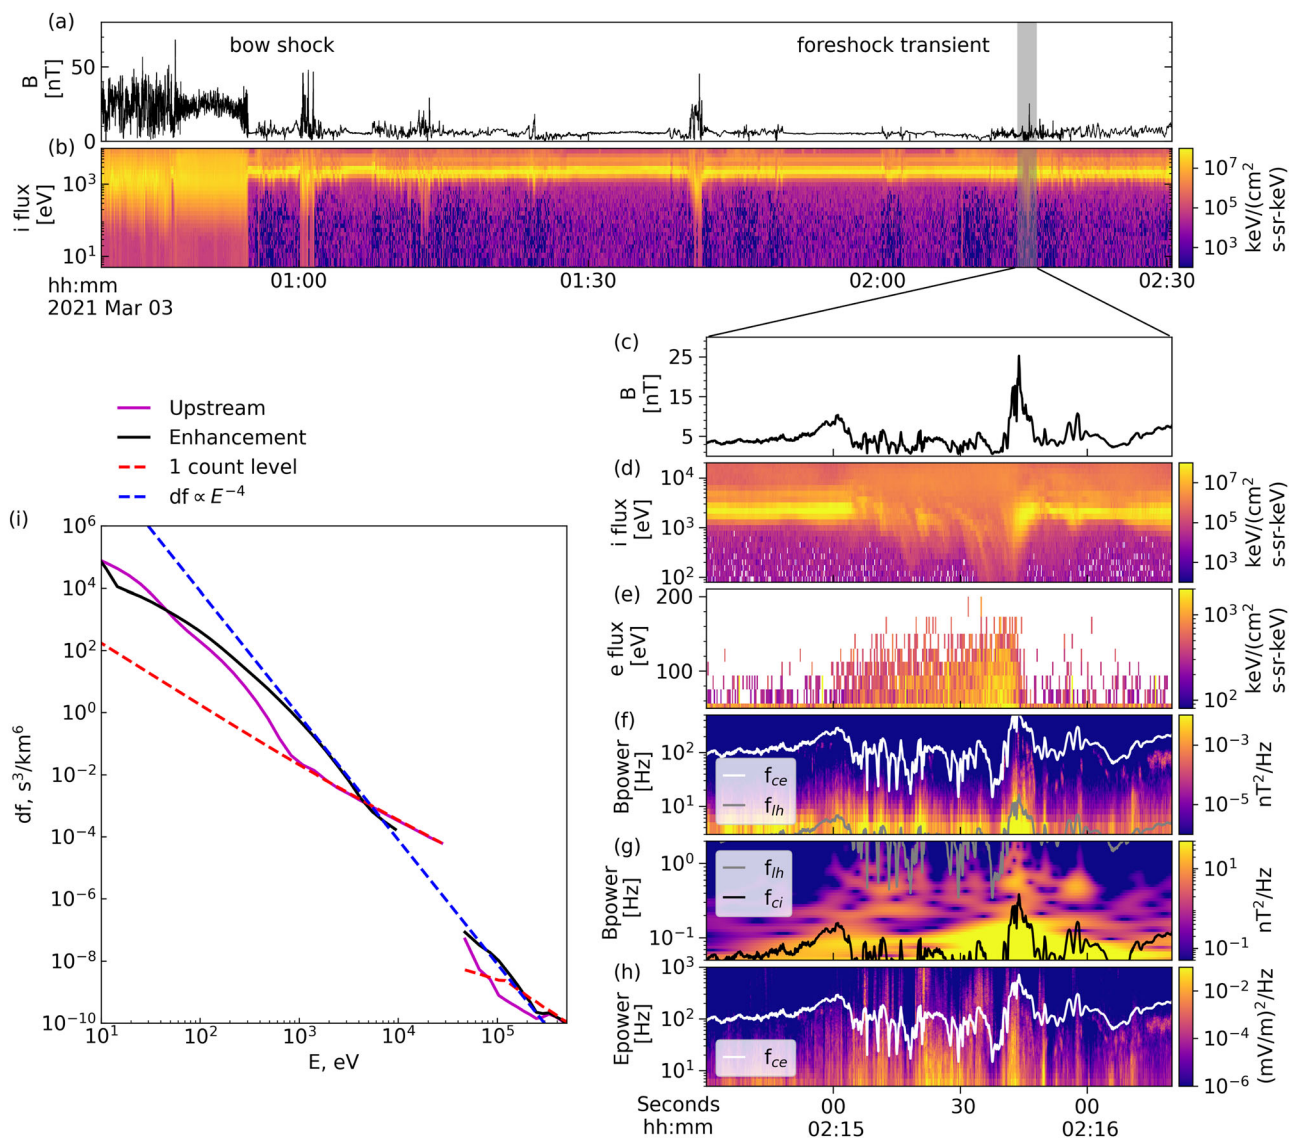 (a)
bow shock
foreshock transient
B
[nT]
50
0
(b)
i flux
[eV]
10³
10¹
10⁷
10⁵
10³
keV/(cm²
s-sr-keV)
hh:mm
2021 Mar 03
01:00
01:30
02:00
02:30
(c)
B
[nT]
25
15
5
(d)
i flux
[eV]
10⁴
10³
10²
10⁷
10⁵
10³
keV/(cm²
s-sr-keV)
(e)
e flux
[eV]
200
100
10³
10²
keV/(cm²
s-sr-keV)
(f)
Bpower
[Hz]
10²
10¹
f_ce
f_lh
10⁻³
10⁻⁵
nT²/Hz
(g)
Bpower
[Hz]
10⁰
10⁻¹
f_lh
f_ci
10¹
10⁻¹
nT²/Hz
(h)
Epower
[Hz]
10³
10²
10¹
f_ce
10⁻²
10⁻⁴
10⁻⁶
(mV/m)²/Hz
Seconds
hh:mm
00
02:15
30
00
02:16
Upstream
Enhancement
1 count level
df ∝ E⁻⁴
(i)
df, s³/km⁶
10⁶
10⁴
10²
10⁰
10⁻²
10⁻⁴
10⁻⁶
10⁻⁸
10⁻¹⁰
10¹
10²
10³
10⁴
10⁵
E, eV